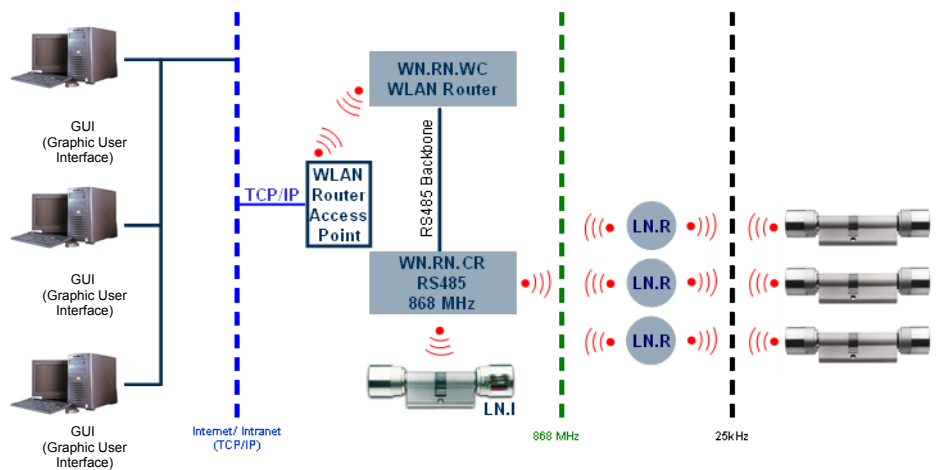 GUI
(Graphic User
Interface)
GUI
(Graphic User
Interface)
GUI
(Graphic User
Interface)
Internet/ Intranet
(TCP/IP)
TCP/IP
WLAN
Router
Access
Point
WN.RN.WC
WLAN Router
RS485 Backbone
WN.RN.CR
RS485
868 MHz
LN.I
868 MHz
LN.R
LN.R
LN.R
25kHz